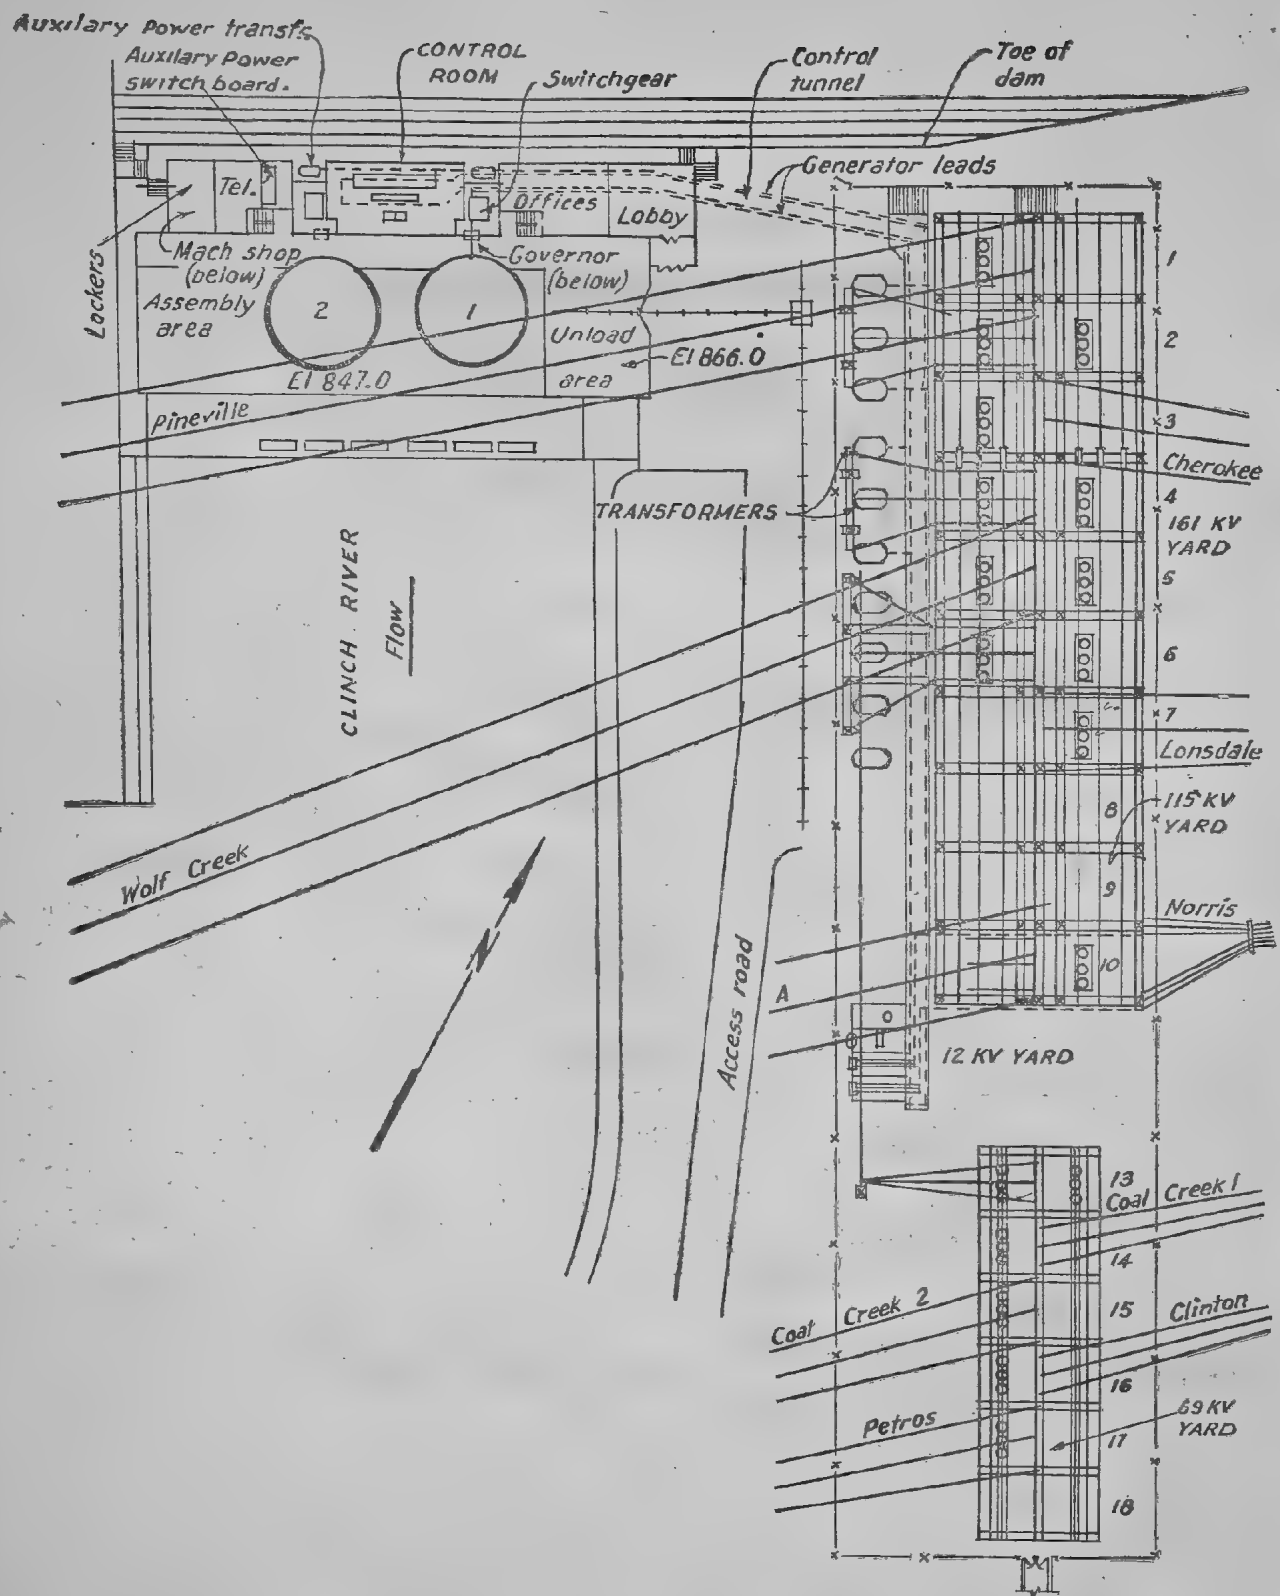 Auxilary Power transfs.
Auxilary Power
switch board.
CONTROL
ROOM
Switchgear
Control
tunnel
Toe of
dam
Generator leads
Tel.
Offices
Lobby
Lockers
Mach shop
(below)
Assembly
area
Governor
(below)
2
1
Unload
area
El 866.0
El 847.0
Pineville
1
2
3
Cherokee
4
161 KV
YARD
TRANSFORMERS
5
6
7
Lonsdale
CLINCH RIVER
Flow
8
115 KV
YARD
9
Wolf Creek
Norris
10
A
Access road
12 KV YARD
13
Coal Creek 1
14
Coal Creek 2
15
Clinton
16
Petros
69 KV
YARD
17
18